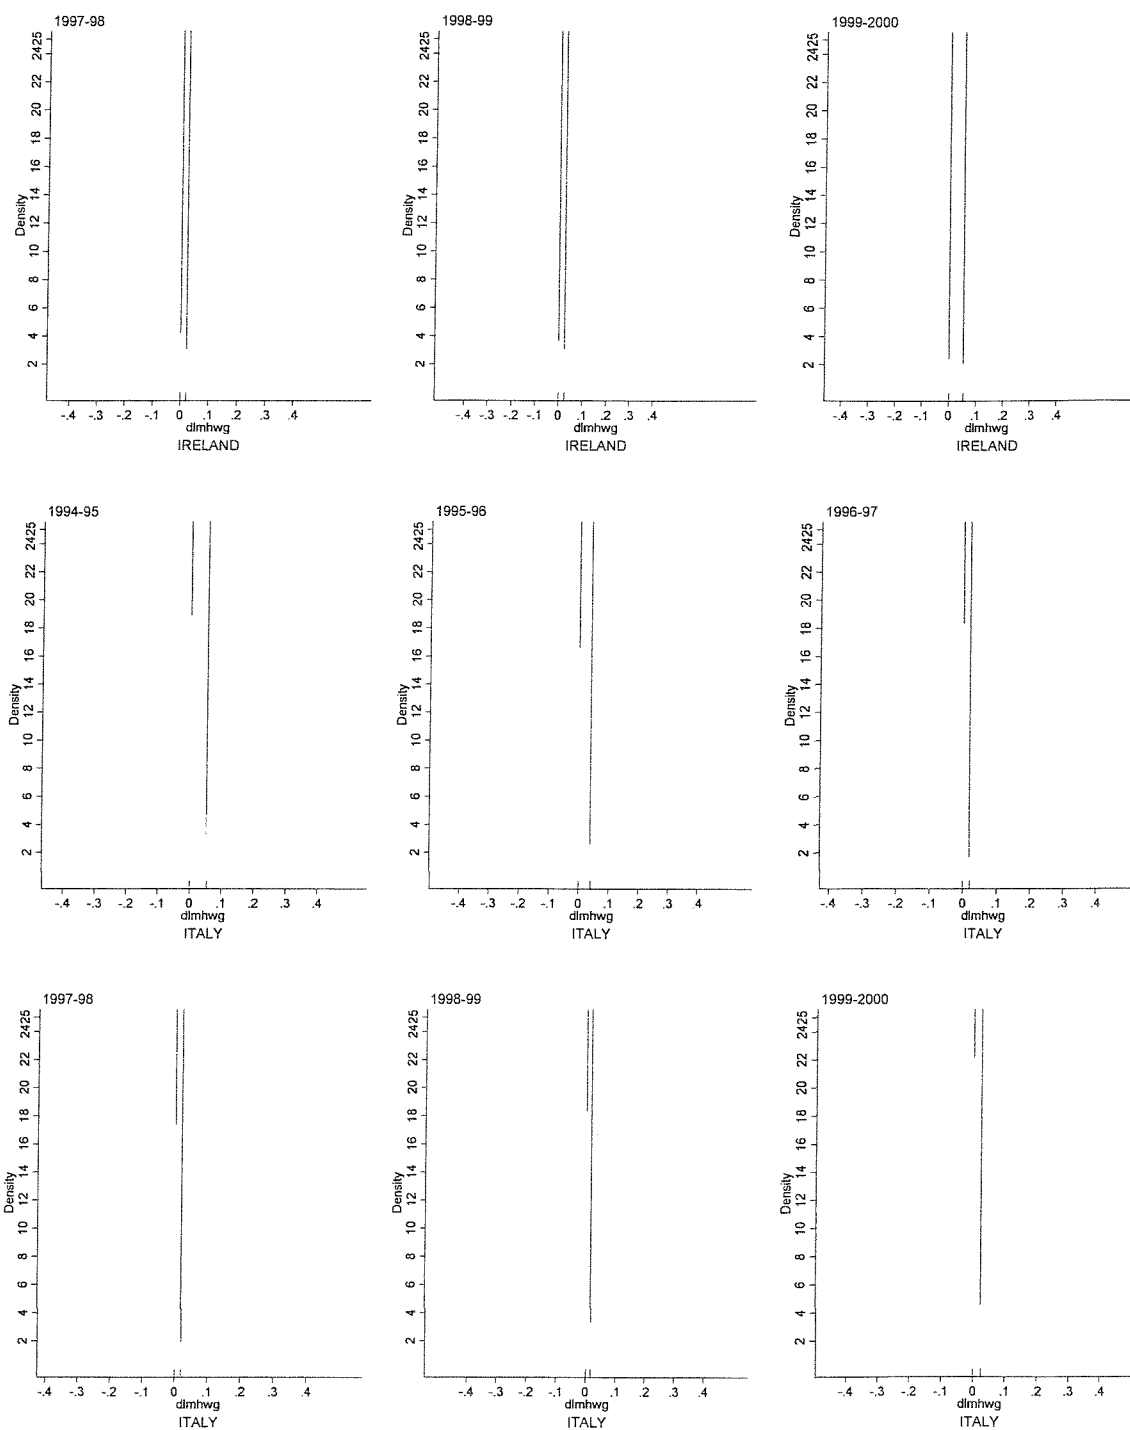 1997-98
Density
2 4 6 8 10 12 14 16 18 20 22 2425
-.4 -.3 -.2 -.1 0 .1 .2 .3 .4
dlmhwg
IRELAND
1998-99
Density
2 4 6 8 10 12 14 16 18 20 22 2425
-.4 -.3 -.2 -.1 0 .1 .2 .3 .4
dlmhwg
IRELAND
1999-2000
Density
2 4 6 8 10 12 14 16 18 20 22 2425
-.4 -.3 -.2 -.1 0 .1 .2 .3 .4
dlmhwg
IRELAND
1994-95
Density
2 4 6 8 10 12 14 16 18 20 22 2425
-.4 -.3 -.2 -.1 0 .1 .2 .3 .4
dlmhwg
ITALY
1995-96
Density
2 4 6 8 10 12 14 16 18 20 22 2425
-.4 -.3 -.2 -.1 0 .1 .2 .3 .4
dlmhwg
ITALY
1996-97
Density
2 4 6 8 10 12 14 16 18 20 22 2425
-.4 -.3 -.2 -.1 0 .1 .2 .3 .4
dlmhwg
ITALY
1997-98
Density
2 4 6 8 10 12 14 16 18 20 22 2425
-.4 -.3 -.2 -.1 0 .1 .2 .3 .4
dlmhwg
ITALY
1998-99
Density
2 4 6 8 10 12 14 16 18 20 22 2425
-.4 -.3 -.2 -.1 0 .1 .2 .3 .4
dlmhwg
ITALY
1999-2000
Density
2 4 6 8 10 12 14 16 18 20 22 2425
-.4 -.3 -.2 -.1 0 .1 .2 .3 .4
dlmhwg
ITALY